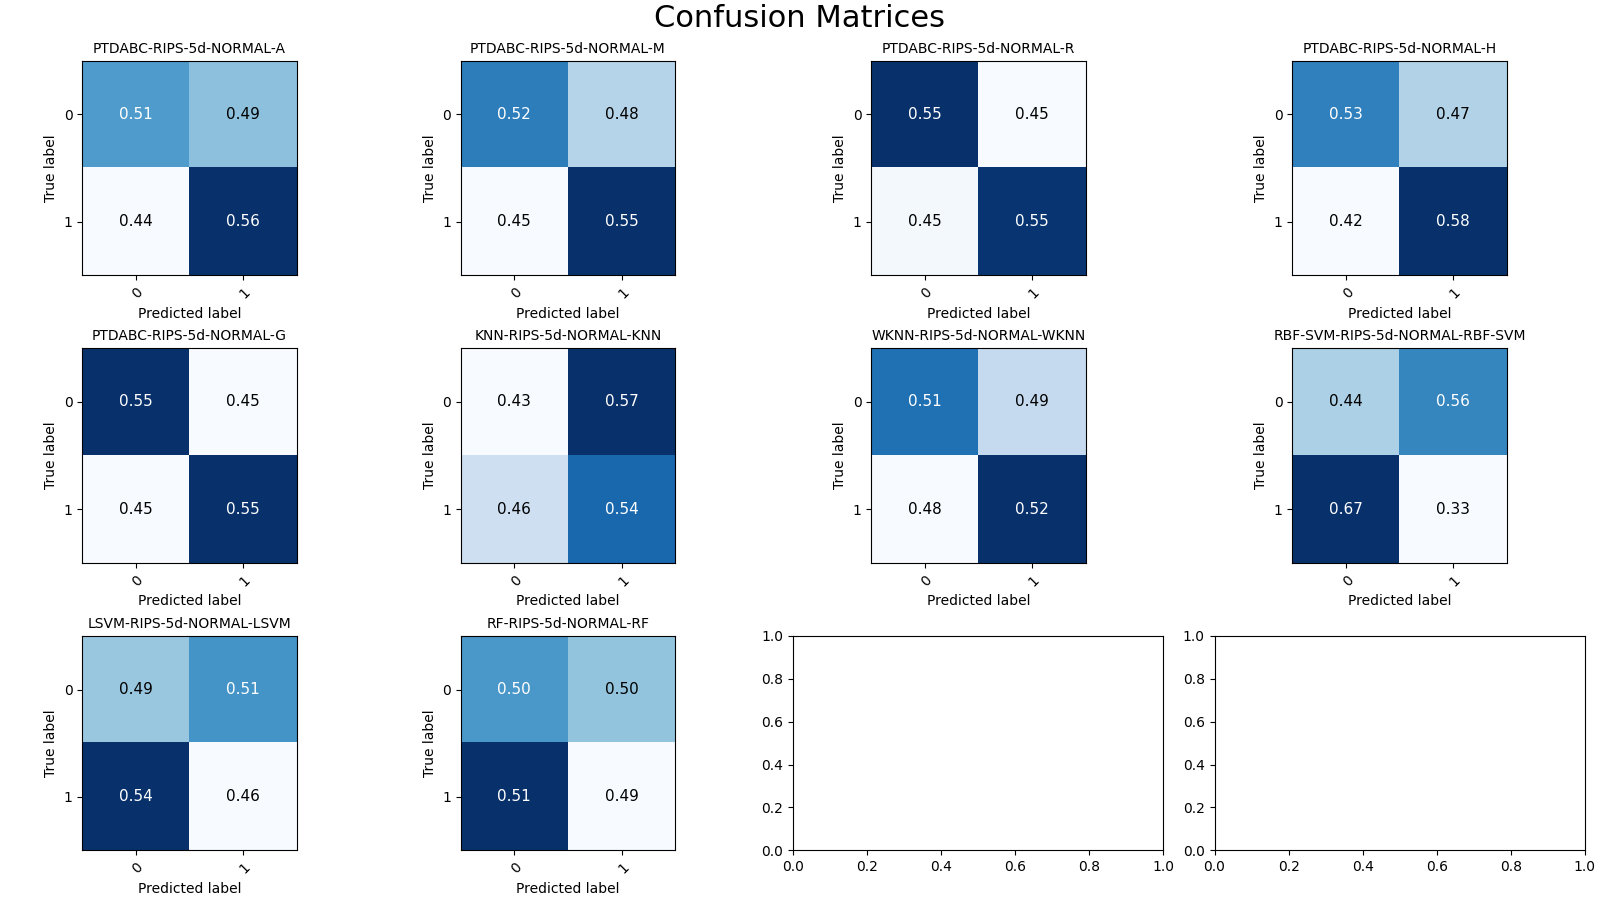 Confusion Matrices
PTDABC-RIPS-5d-NORMAL-A
0.51 0.49
0.44 0.56
0
1
True label
0 1
Predicted label
PTDABC-RIPS-5d-NORMAL-M
0.52 0.48
0.45 0.55
0
1
True label
0 1
Predicted label
PTDABC-RIPS-5d-NORMAL-R
0.55 0.45
0.45 0.55
0
1
True label
0 1
Predicted label
PTDABC-RIPS-5d-NORMAL-H
0.53 0.47
0.42 0.58
0
1
True label
0 1
Predicted label
PTDABC-RIPS-5d-NORMAL-G
0.55 0.45
0.45 0.55
0
1
True label
0 1
Predicted label
KNN-RIPS-5d-NORMAL-KNN
0.43 0.57
0.46 0.54
0
1
True label
0 1
Predicted label
WKNN-RIPS-5d-NORMAL-WKNN
0.51 0.49
0.48 0.52
0
1
True label
0 1
Predicted label
RBF-SVM-RIPS-5d-NORMAL-RBF-SVM
0.44 0.56
0.67 0.33
0
1
True label
0 1
Predicted label
LSVM-RIPS-5d-NORMAL-LSVM
0.49 0.51
0.54 0.46
0
1
True label
0 1
Predicted label
RF-RIPS-5d-NORMAL-RF
0.50 0.50
0.51 0.49
0
1
True label
0 1
Predicted label
1.0
0.8
0.6
0.4
0.2
0.0
0.0 0.2 0.4 0.6 0.8 1.0
1.0
0.8
0.6
0.4
0.2
0.0
0.0 0.2 0.4 0.6 0.8 1.0